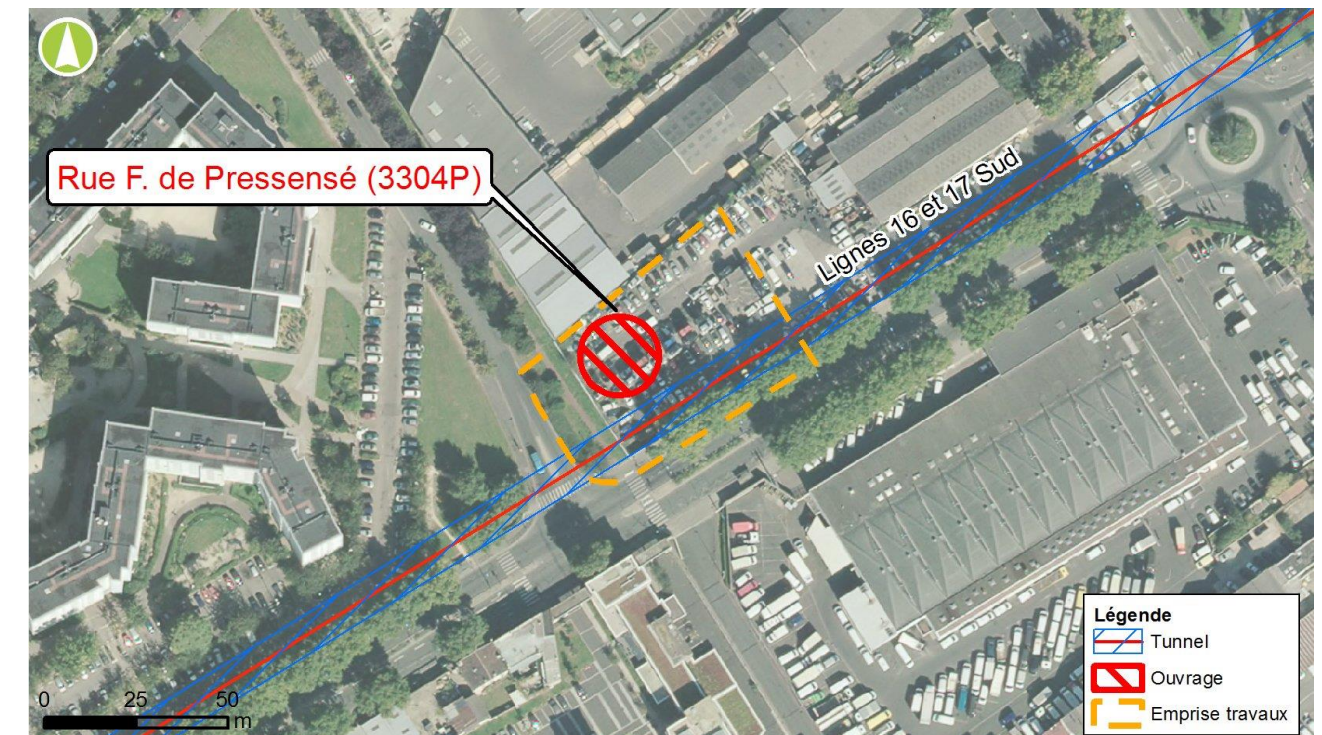 Rue F. de Pressensé (3304P)
Lignes 16 et 17 Sud
Légende
Tunnel
Ouvrage
Emprise travaux
0 25 50
m